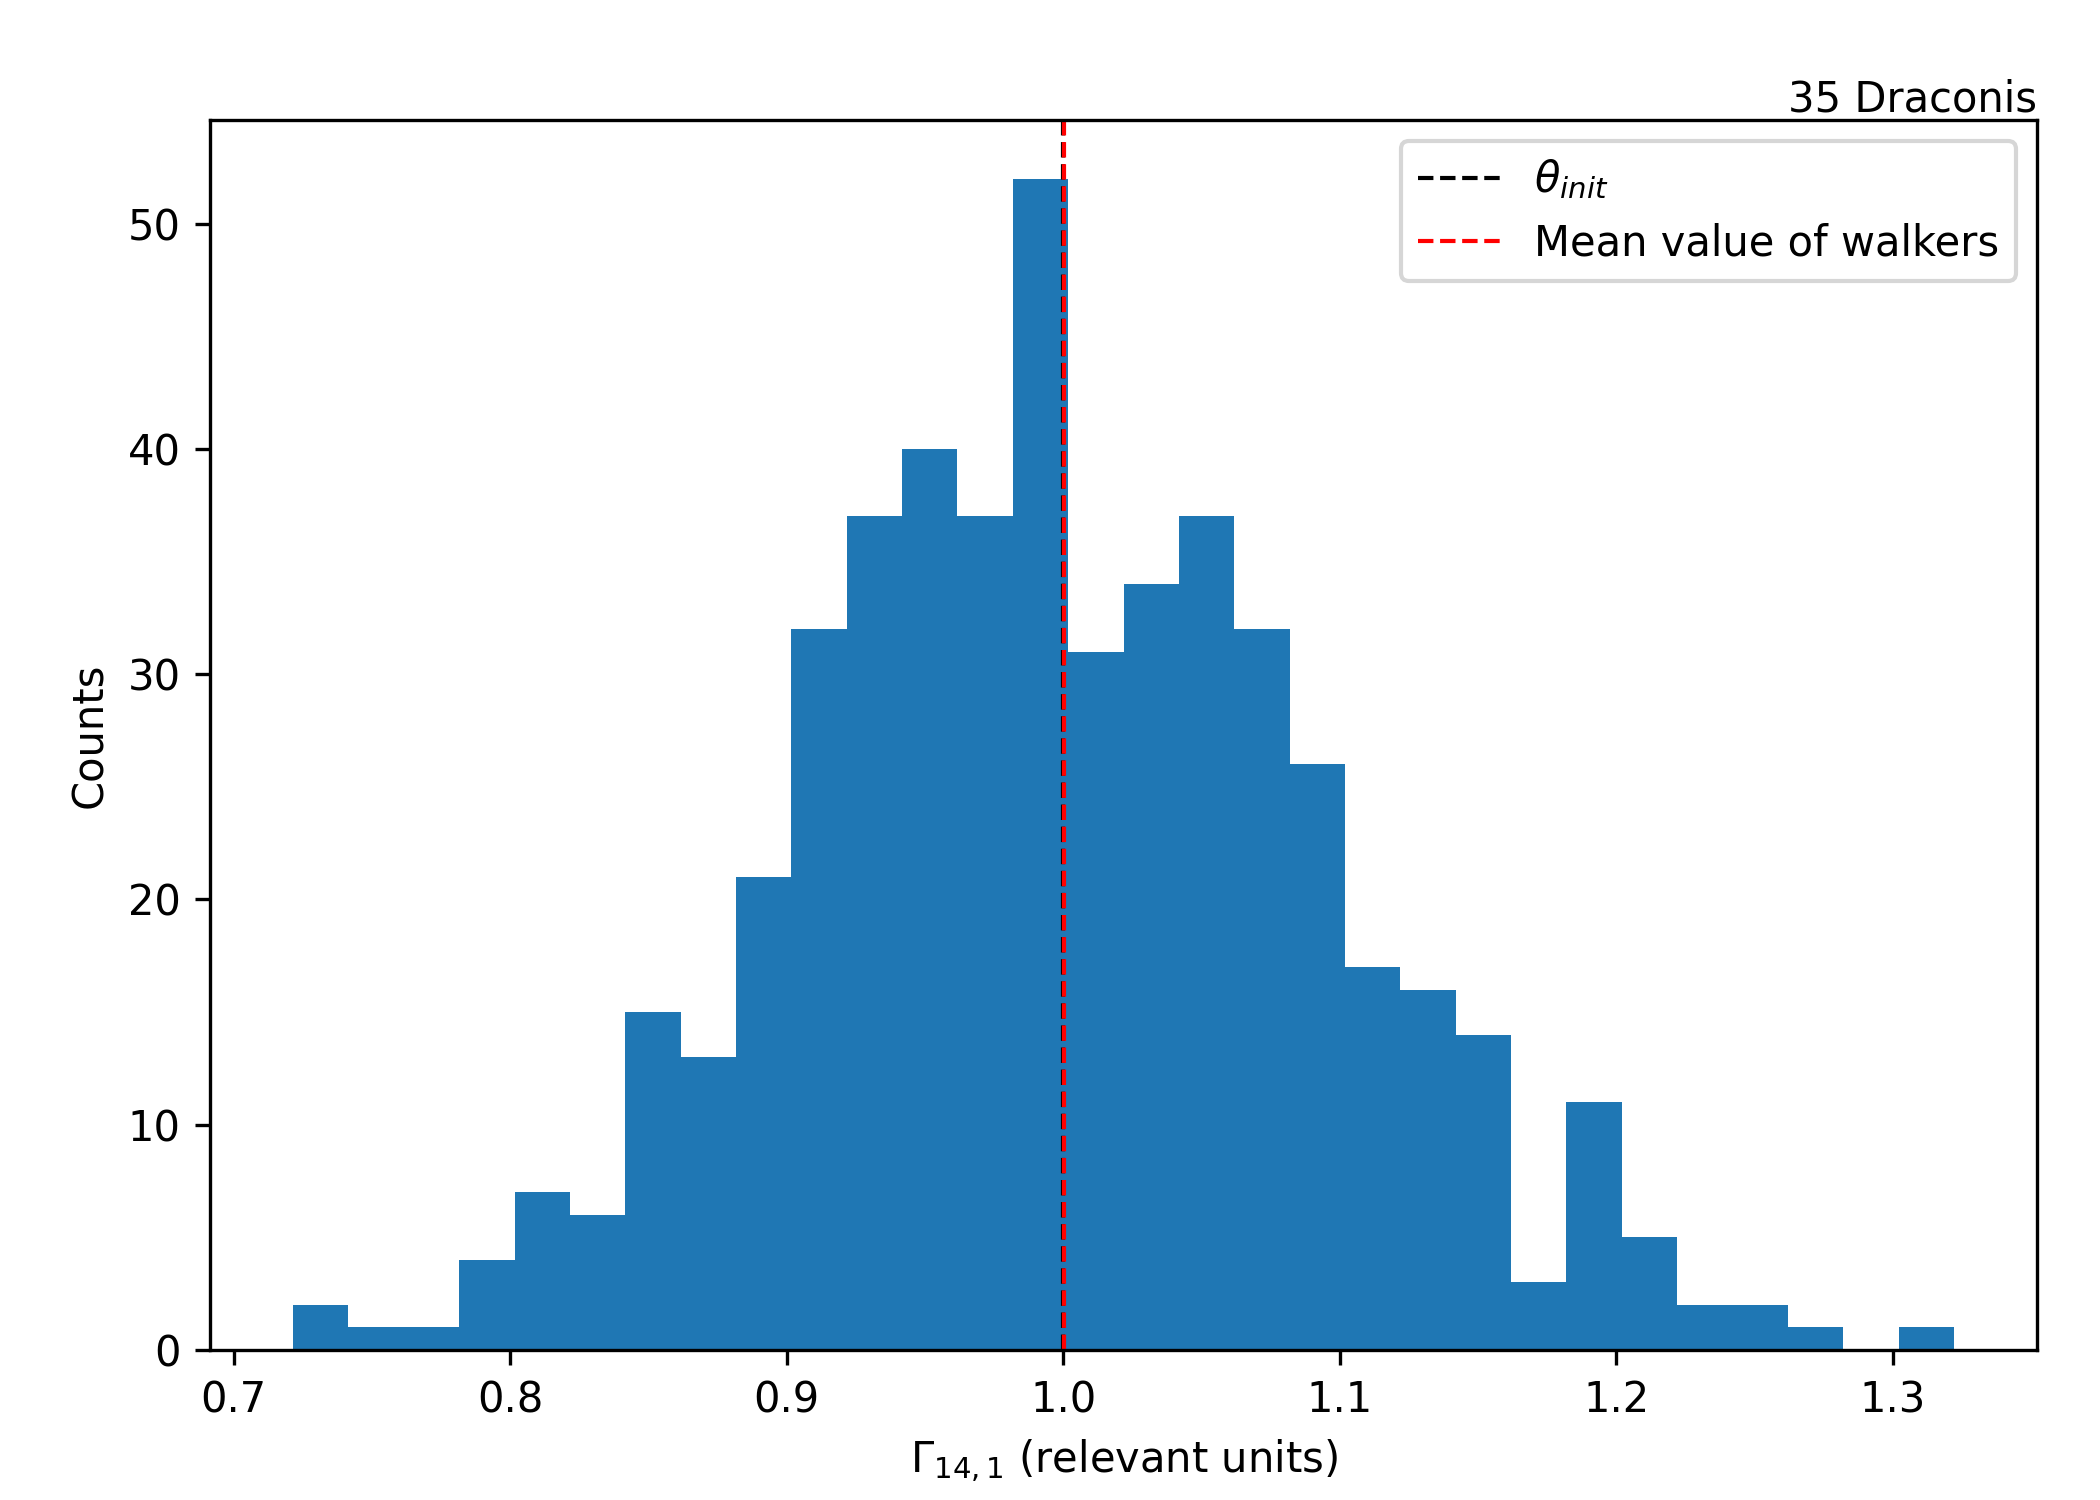 35 Draconis
θ_init
Mean value of walkers
50
40
30
20
10
0
Counts
0.7 0.8 0.9 1.0 1.1 1.2 1.3
Γ_14, 1 (relevant units)